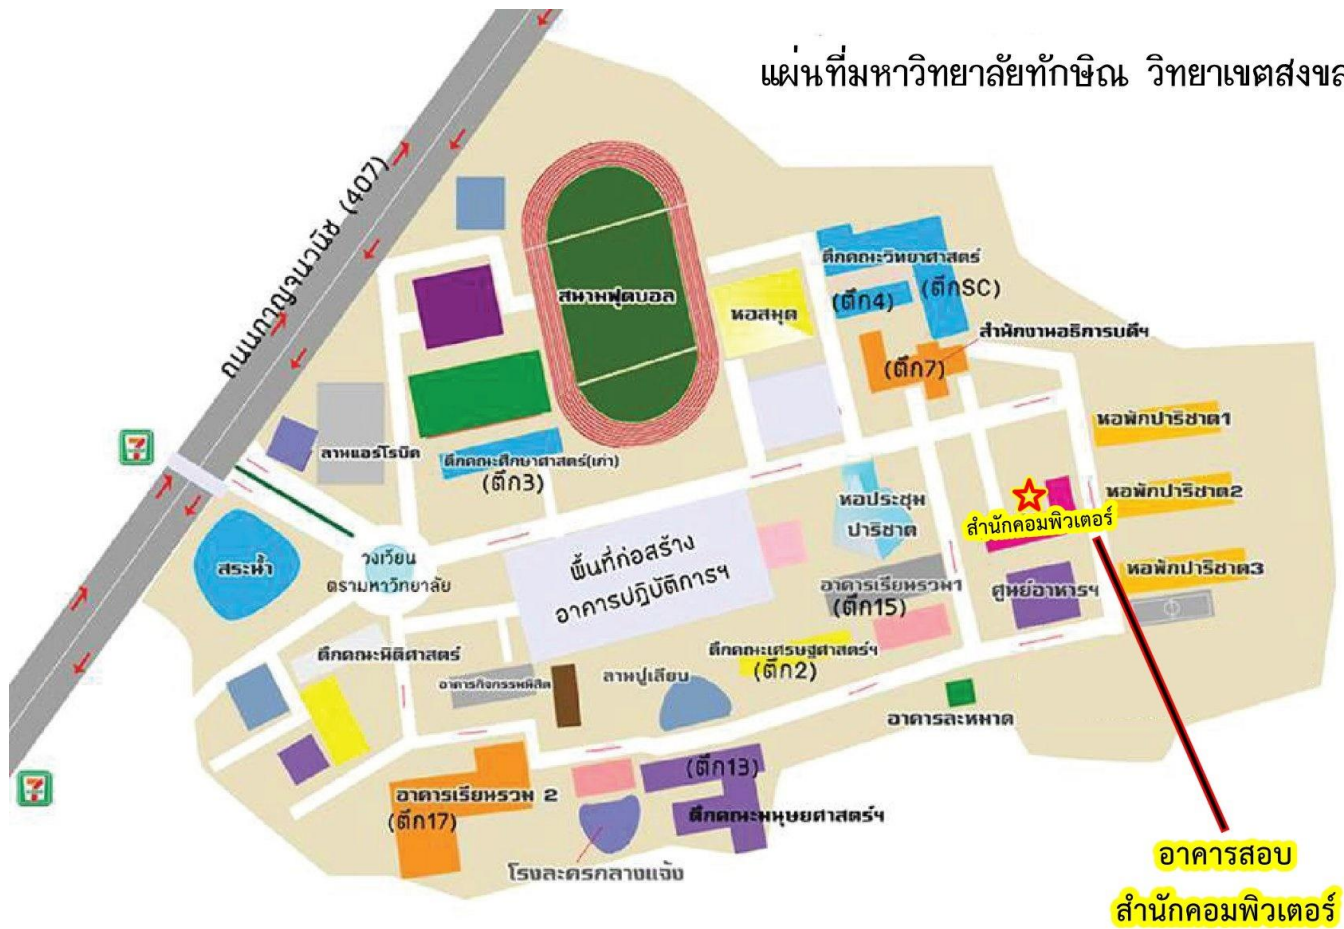 แผ่นที่มหาวิทยาลัยทักษิณ วิทยาเขตส่งขล
ถนนกาญจนวนิช (407)
สนามฟุตบอล
หอสมุด
ตึกคณะวิทยาศาสตร์
(ตึก4)
(ตึกSC)
สำนักงานอธิการบดีฯ
(ตึก7)
หอพักปาริชาต1
7
ลานแอร์โรบิค
ตึกคณะศึกษาศาสตร์(เก่า)
(ตึก3)
หอพักปาริชาต2
หอประชุม
ปาริชาต
สำนักคอมพิวเตอร์
สระน้ำ
วงเวียน
ตรามหาวิทยาลัย
พื้นที่ก่อสร้าง
อาคารปฏิบัติการฯ
อาคารเรียนรวม1
(ตึก15)
ศูนย์อาหารฯ
หอพักปาริชาต3
ตึกคณะนิติศาสตร์
อาคารกิจกรรมนิสิต
ลานปูเลียบ
ตึกคณะเศรษฐศาสตร์ฯ
(ตึก2)
อาคารละหมาด
7
อาคารเรียนรวม 2
(ตึก17)
(ตึก13)
ตึกคณะมนุษยศาสตร์ฯ
โรงละครกลางแจ้ง
อาคารสอบ
สำนักคอมพิวเตอร์